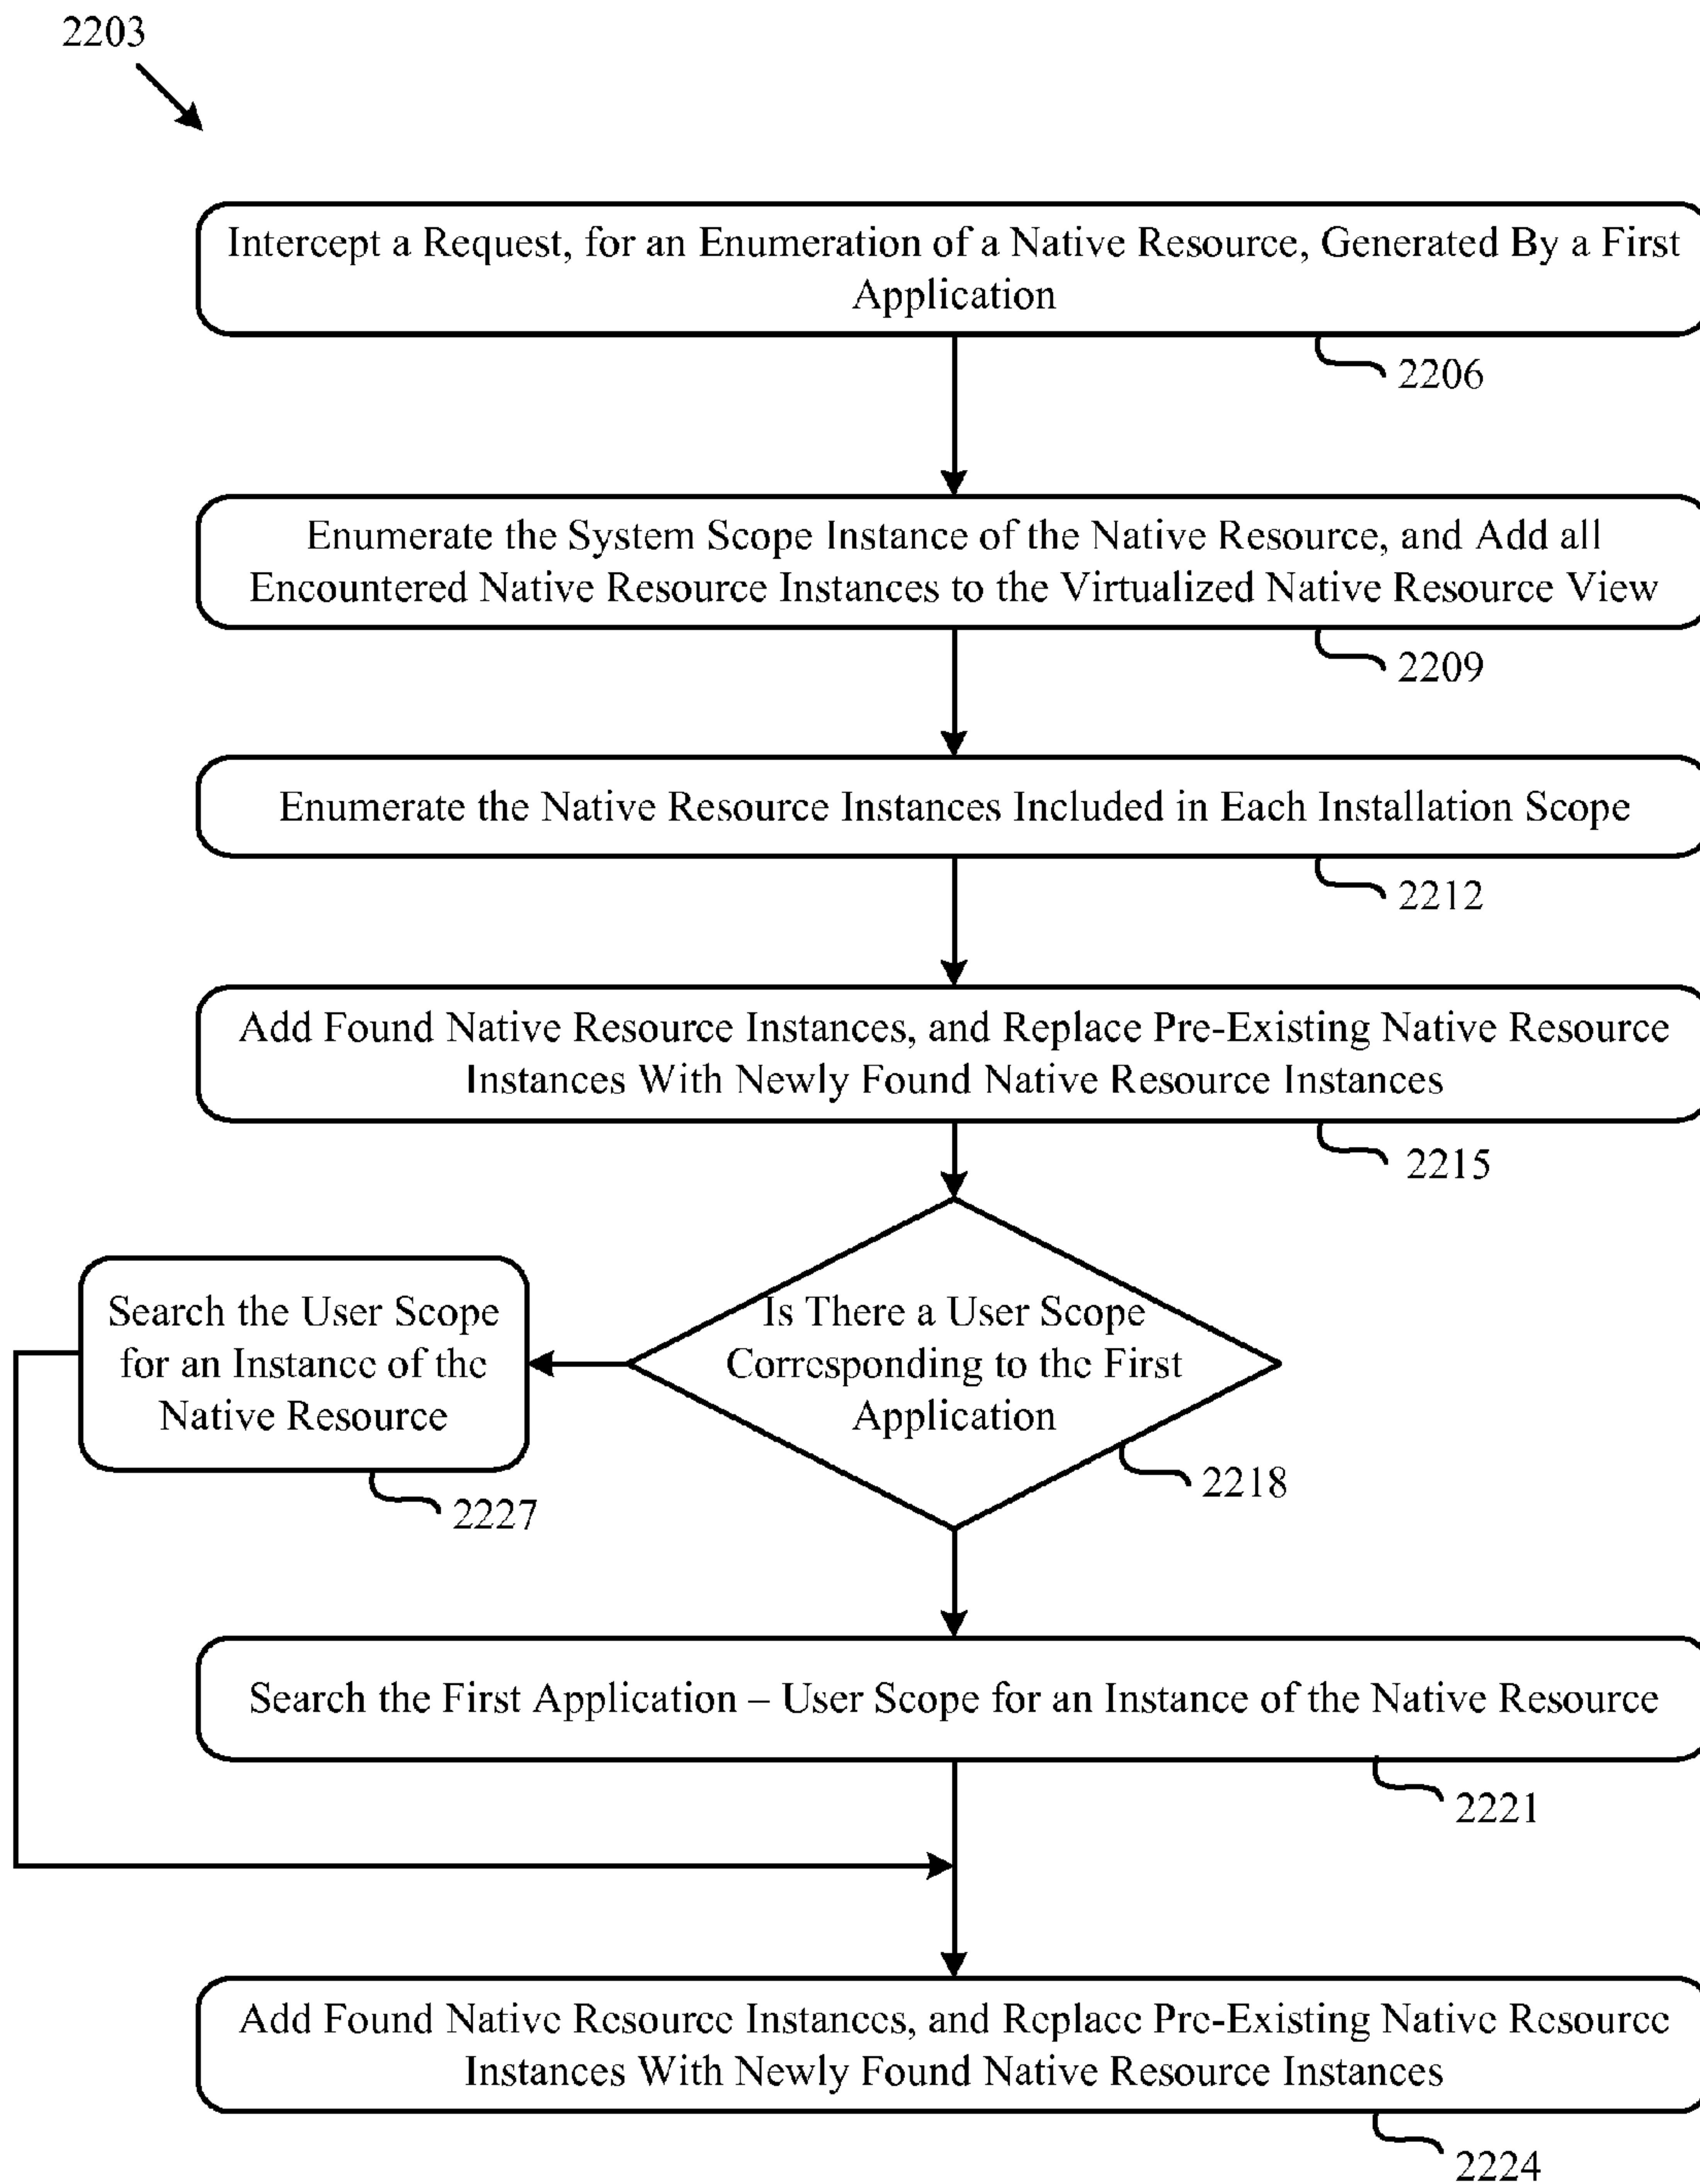 2203
Intercept a Request, for an Enumeration of a Native Resource, Generated By a First
Application
2206
Enumerate the System Scope Instance of the Native Resource, and Add all
Encountered Native Resource Instances to the Virtualized Native Resource View
2209
Enumerate the Native Resource Instances Included in Each Installation Scope
2212
Add Found Native Resource Instances, and Replace Pre-Existing Native Resource
Instances With Newly Found Native Resource Instances
2215
Is There a User Scope
Corresponding to the First
Application
2218
Search the User Scope
for an Instance of the
Native Resource
2227
Search the First Application – User Scope for an Instance of the Native Resource
2221
Add Found Native Resource Instances, and Replace Pre-Existing Native Resource
Instances With Newly Found Native Resource Instances
2224